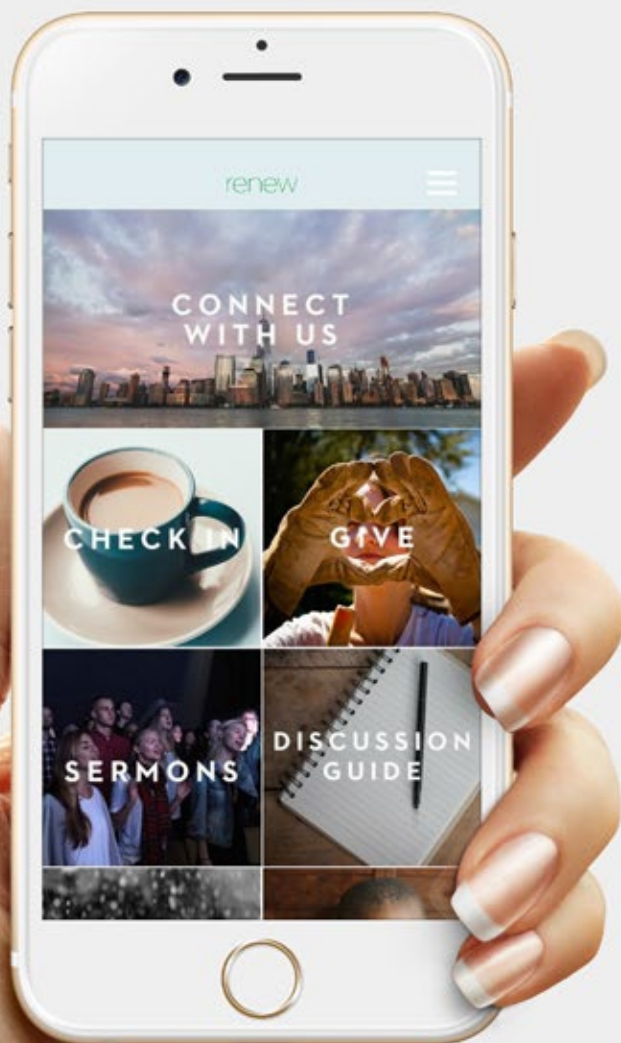 renew
CONNECT
WITH US
CHECK IN
GIVE
SERMONS
DISCUSSION
GUIDE